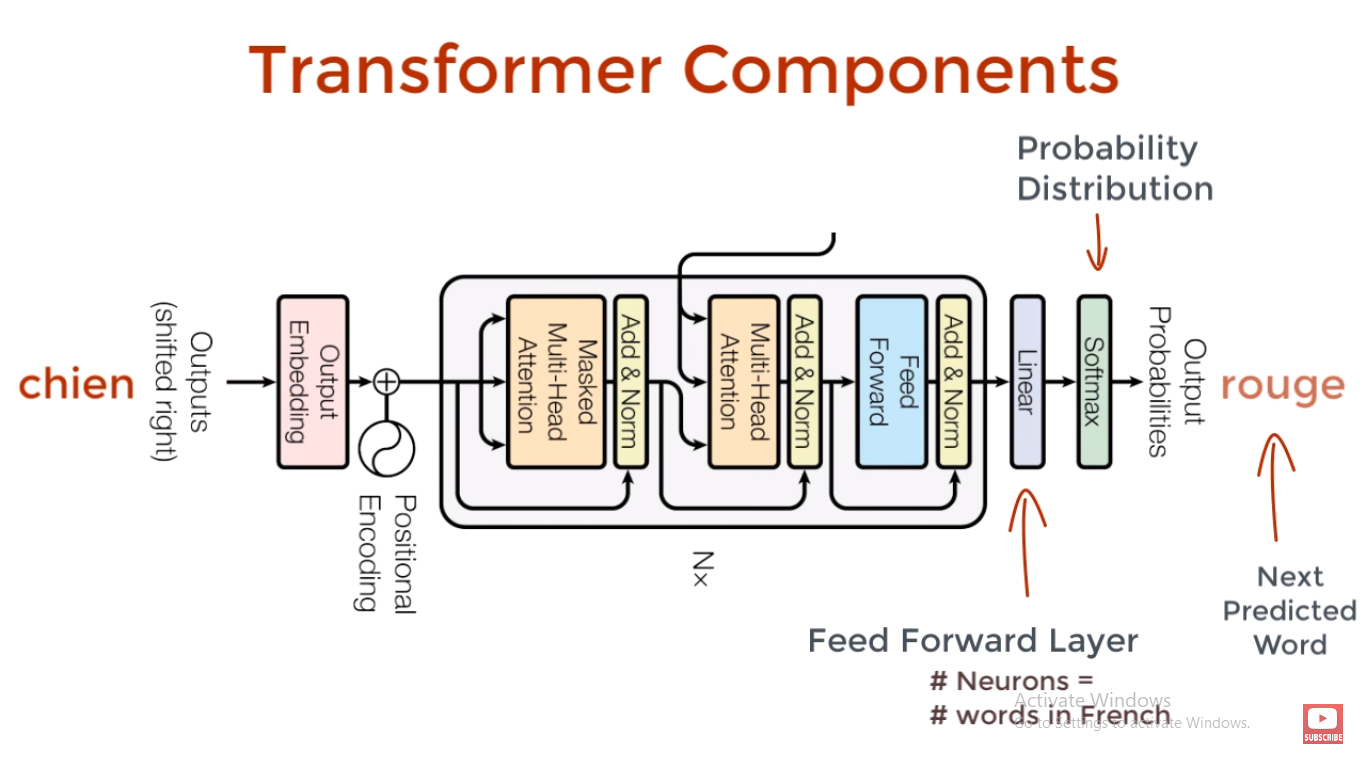 Transformer Components
Probability
Distribution
chien
Outputs
(shifted right)
Output
Embedding
Positional
Encoding
Masked
Multi-Head
Attention
Add & Norm
Multi-Head
Attention
Add & Norm
Feed
Forward
Add & Norm
Nx
Linear
Softmax
Output
Probabilities
rouge
Next
Predicted
Word
Feed Forward Layer
# Neurons =
# words in French
Activate Windows
Go to Settings to activate Windows.
SUBSCRIBE